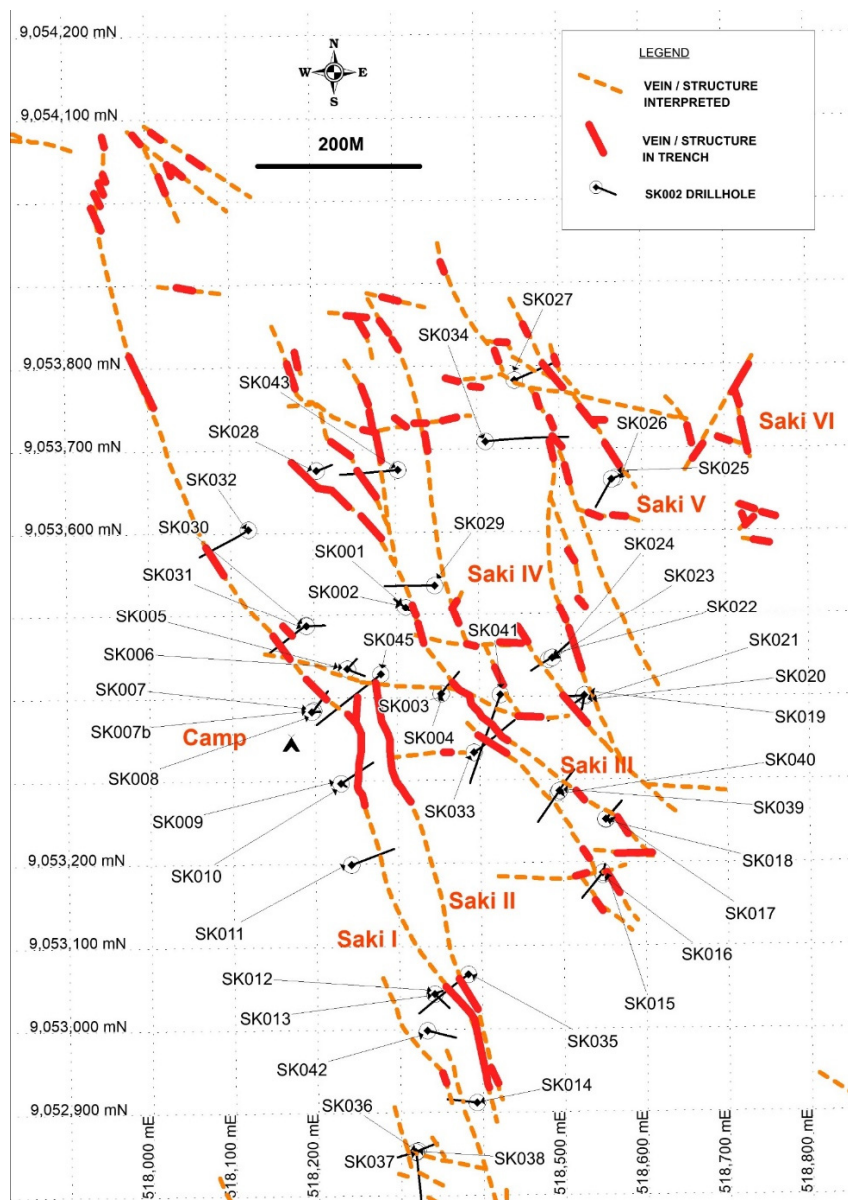 9,054,200 mN
N
W E
S
LEGEND
VEIN / STRUCTURE
INTERPRETED
9,054,100 mN
200M
VEIN / STRUCTURE
IN TRENCH
SK002 DRILLHOLE
SK027
SK034
9,053,800 mN
SK043
Saki VI
SK026
9,053,700 mN
SK028
SK025
SK032
Saki V
SK029
9,053,600 mN
SK030
SK001
SK024
SK031
Saki IV
SK002
SK023
SK005
SK022
SK045
SK041
SK006
SK021
SK007
SK020
SK003
SK019
SK007b
Camp
SK004
SK040
SK008
Saki III
SK033
SK039
SK009
SK018
9,053,200 mN
SK010
SK017
Saki II
SK011
Saki I
SK016
9,053,100 mN
SK012
SK015
SK013
SK035
9,053,000 mN
SK042
SK014
9,052,900 mN
SK036
SK038
SK037
518,000 mE
518,100 mE
518,200 mE
518,500 mE
518,600 mE
518,700 mE
518,800 mE